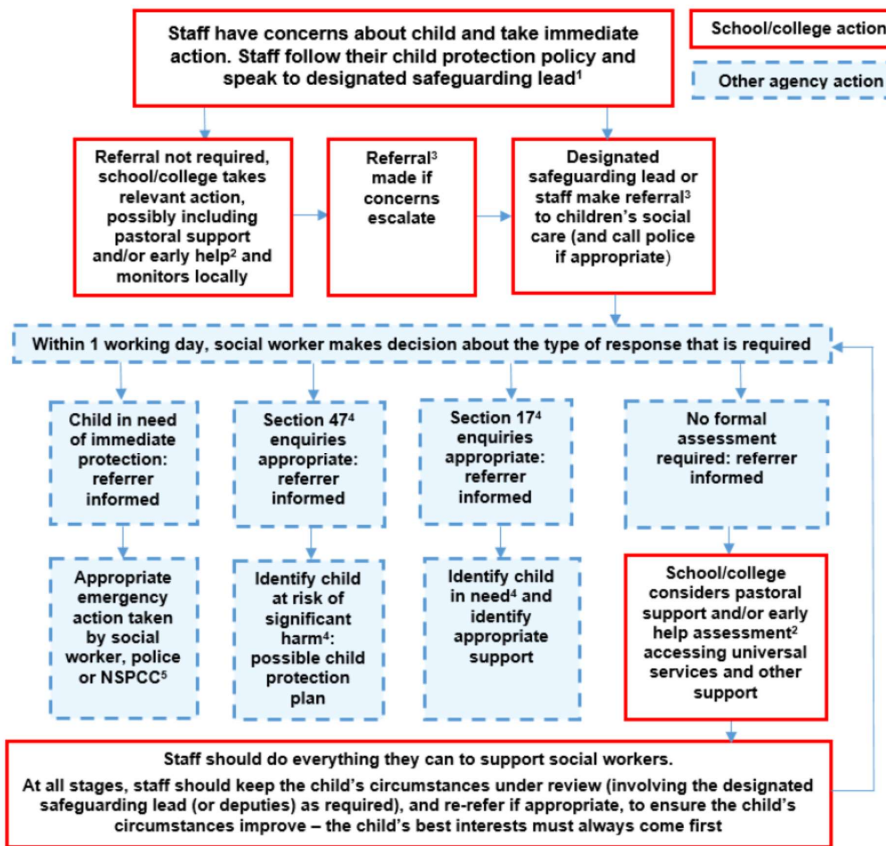 Staff have concerns about child and take immediate
action. Staff follow their child protection policy and
speak to designated safeguarding lead¹
School/college action
Other agency action
Referral not required,
school/college takes
relevant action,
possibly including
pastoral support
and/or early help² and
monitors locally
Referral³
made if
concerns
escalate
Designated
safeguarding lead or
staff make referral³
to children’s social
care (and call police
if appropriate)
Within 1 working day, social worker makes decision about the type of response that is required
Child in need
of immediate
protection:
referrer
informed
Section 47⁴
enquiries
appropriate:
referrer
informed
Section 17⁴
enquiries
appropriate:
referrer
informed
No formal
assessment
required: referrer
informed
Appropriate
emergency
action taken
by social
worker, police
or NSPCC⁵
Identify child
at risk of
significant
harm⁴:
possible child
protection
plan
Identify child
in need⁴ and
identify
appropriate
support
School/college
considers pastoral
support and/or early
help assessment²
accessing universal
services and other
support
Staff should do everything they can to support social workers.
At all stages, staff should keep the child’s circumstances under review (involving the designated
safeguarding lead (or deputies) as required), and re-refer if appropriate, to ensure the child’s
circumstances improve – the child’s best interests must always come first